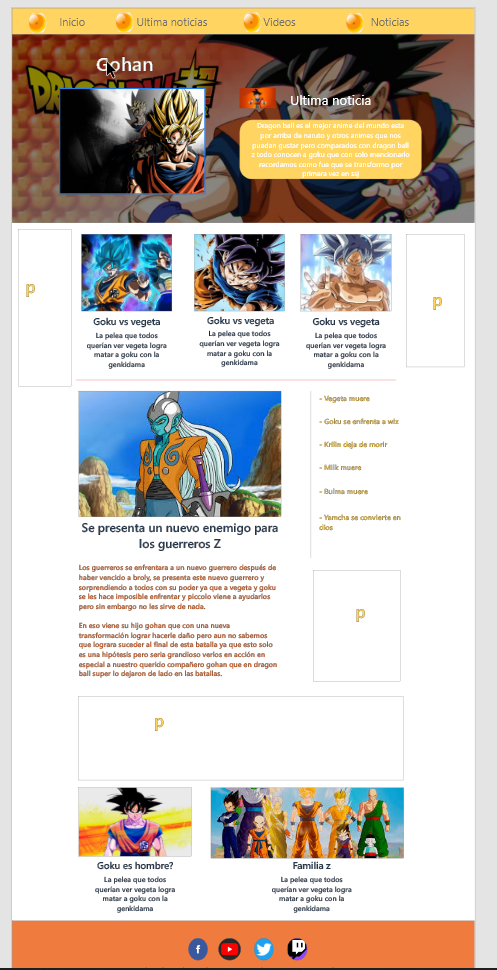 Inicio
Ultima noticias
Videos
Noticias
Gohan
DRAGON BALL
Ultima noticia
Dragon ball es el mejor anima del mundo esta
por arriba de naruto y otros animes que nos
pueden gustar pero comparados con dragon ball
z todo conocen a goku que con solo mencionarlo
recordamos como fue que se transformo por
primera vez en ssj
P
P
Goku vs vegeta
La pelea que todos
querían ver vegeta logra
matar a goku con la
genkidama
Goku vs vegeta
La pelea que todos
querían ver vegeta logra
matar a goku con la
genkidama
Goku vs vegeta
La pelea que todos
querían ver vegeta logra
matar a goku con la
genkidama
Se presenta un nuevo enemigo para
los guerreros Z
Los guerreros se enfrentara a un nuevo guerrero después de
haber vencido a broly, se presenta este nuevo guerrero y
sorprendiendo a todos con su poder ya que a vegeta y goku
se les hace imposible enfrentar y piccolo viene a ayudarlos
pero sin embargo no les sirve de nada.
En eso viene su hijo gohan que con una nueva
transformación lograr hacerle daño pero aun no sabemos
que lograra suceder al final de esta batalla ya que esto solo
es una hipótesis pero seria grandioso verlos en acción en
especial a nuestro querido compañero gohan que en dragon
ball super lo dejaron de lado en las batallas.
- Vegeta muere
- Goku se enfrenta a wix
- Krilin deja de morir
- Milk muere
- Bulma muere
- Yamcha se convierte en
dios
P
P
Goku es hombre?
La pelea que todos
querían ver vegeta logra
matar a goku con la
genkidama
Familia z
La pelea que todos
querían ver vegeta logra
matar a goku con la
genkidama